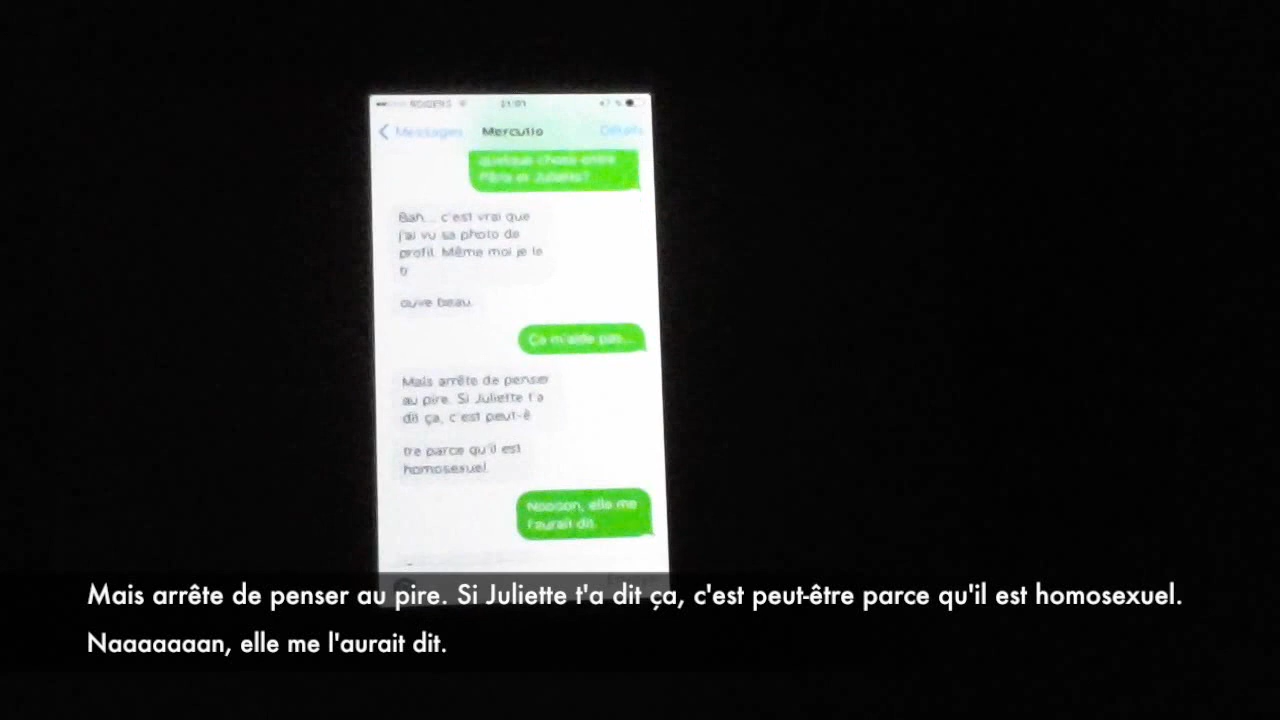 ROGERS
21:01
Messages
Mercutio
Détails
quelque chose entre
Pâris et Juliette?
Bah... c'est vrai que
j'ai vu sa photo de
profil. Même moi je le
tr
ouve beau.
Ça m'aide pas...
Mais arrête de penser
au pire. Si Juliette t'a
dit ça, c'est peut-ê
tre parce qu'il est
homosexuel.
elle me
l'aurait dit.
Mais arrête de penser au pire. Si Juliette t'a dit ça, c'est peut-être parce qu'il est homosexuel.
Naaaaaaan, elle me l'aurait dit.